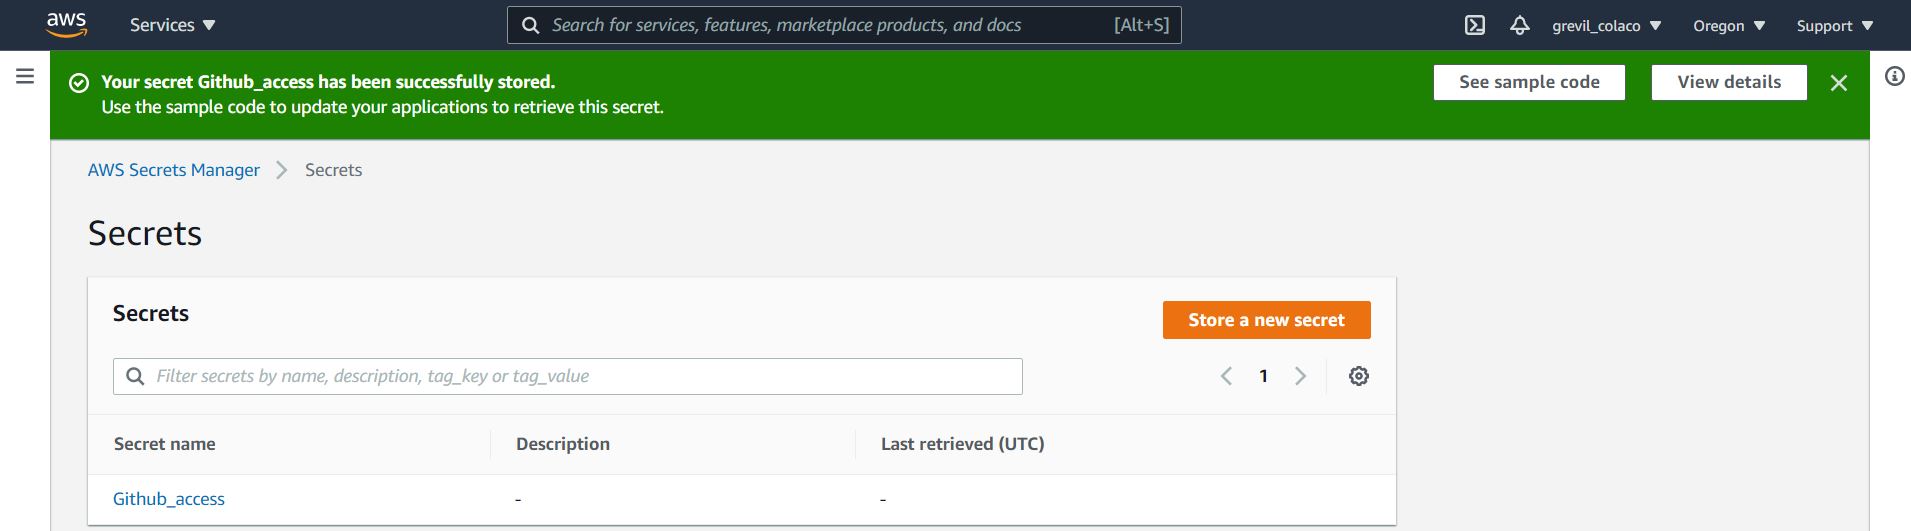 aws Services Search for services, features, marketplace products, and docs [Alt+S] grevil_colaco Oregon Support
Your secret Github_access has been successfully stored.
Use the sample code to update your applications to retrieve this secret.
See sample code View details
AWS Secrets Manager Secrets
Secrets
Secrets
Store a new secret
Filter secrets by name, description, tag_key or tag_value
1
Secret name Description Last retrieved (UTC)
Github_access - -